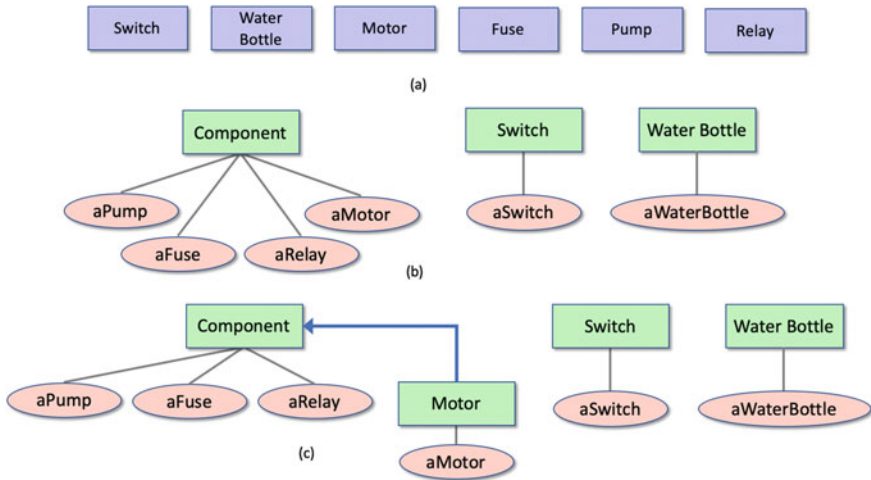 Switch
Water
Bottle
Motor
Fuse
Pump
Relay
(a)
Component
Switch
Water Bottle
aPump
aMotor
aSwitch
aWaterBottle
aFuse
aRelay
(b)
Component
Switch
Water Bottle
aPump
aFuse
aRelay
Motor
aSwitch
aWaterBottle
(c)
aMotor